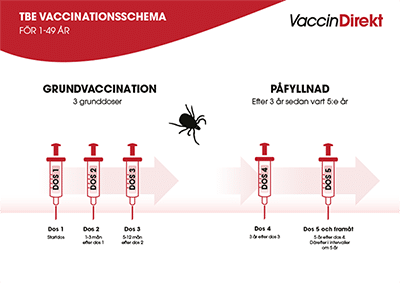 TBE VACCINATIONSSCHEMA
FÖR 1-49 ÅR
VaccinDirekt
GRUNDVACCINATION
3 grunddoser
PÅFYLLNAD
Efter 3 år sedan vart 5:e år
DOS 1
DOS 2
DOS 3
DOS 4
DOS 5
Dos 1
Startdos
Dos 2
1-3 mån
efter dos 1
Dos 3
5-12 mån
efter dos 2
Dos 4
3 år efter dos 3
Dos 5 och framåt
5 år efter dos 4.
Därefter i intervaller
om 5 år